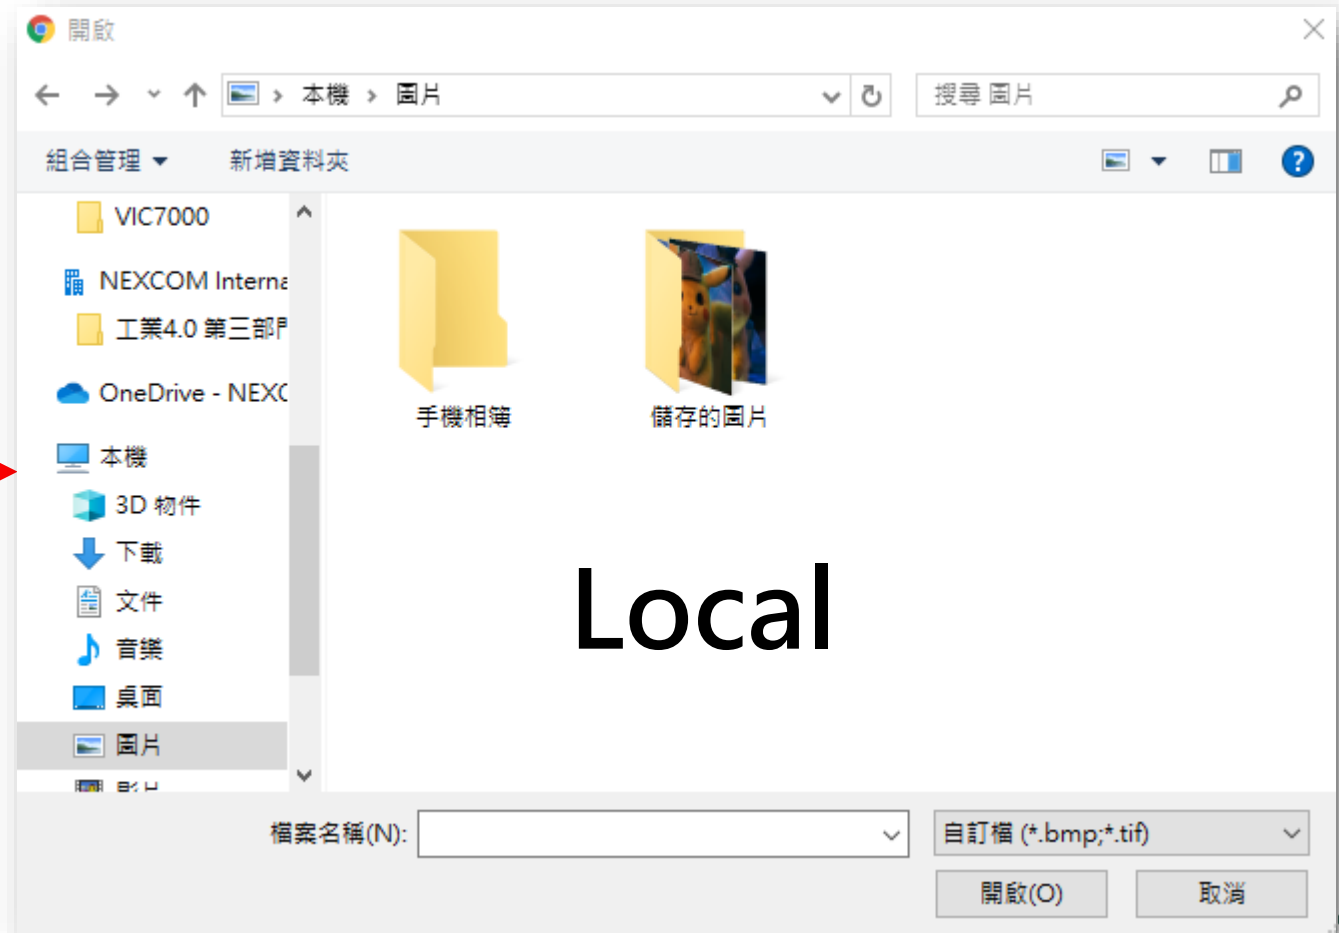 開啟
本機 圖片
搜尋 圖片
組合管理 新增資料夾
VIC7000
NEXCOM Interna
工業4.0 第三部門
OneDrive - NEXC
本機
3D 物件
下載
文件
音樂
桌面
圖片
影片
手機相簿
儲存的圖片
Local
檔案名稱(N):
自訂檔 (*.bmp;*.tif)
開啟(O)
取消